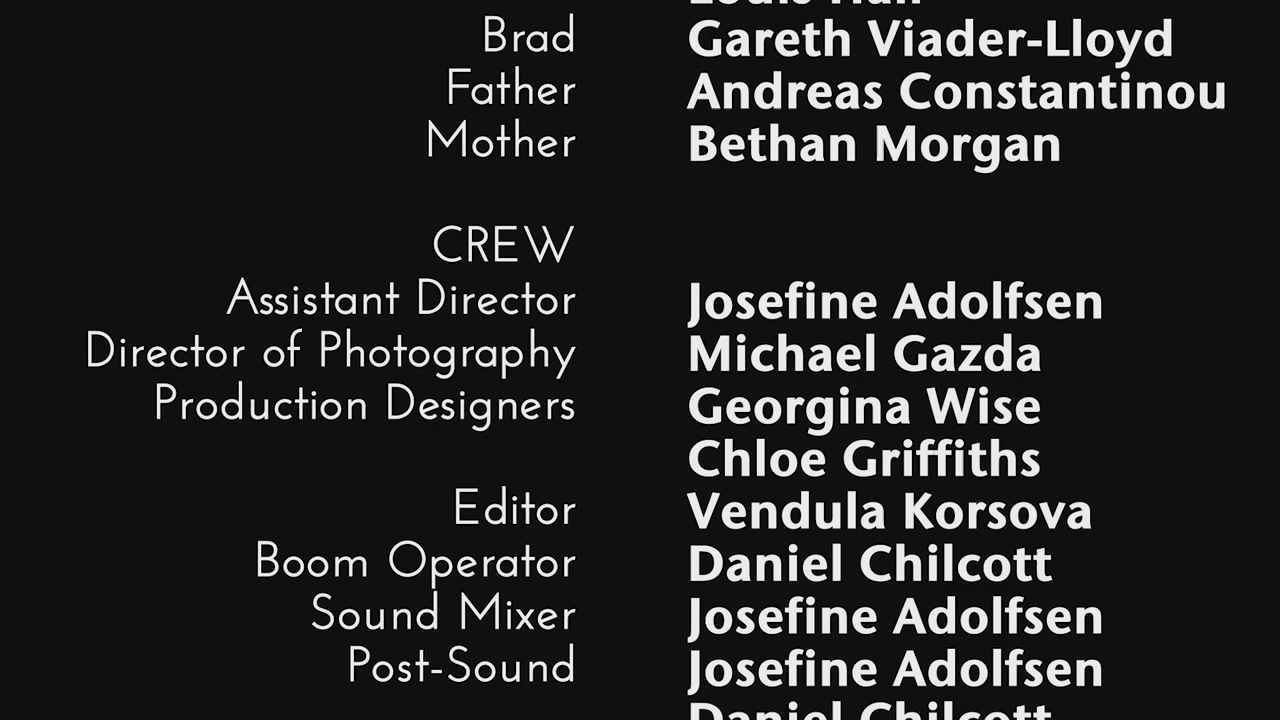 Brad Gareth Viader-Lloyd
Father Andreas Constantinou
Mother Bethan Morgan
CREW
Assistant Director Josefine Adolfsen
Director of Photography Michael Gazda
Production Designers Georgina Wise
Chloe Griffiths
Editor Vendula Korsova
Boom Operator Daniel Chilcott
Sound Mixer Josefine Adolfsen
Post-Sound Josefine Adolfsen
Daniel Chilcott